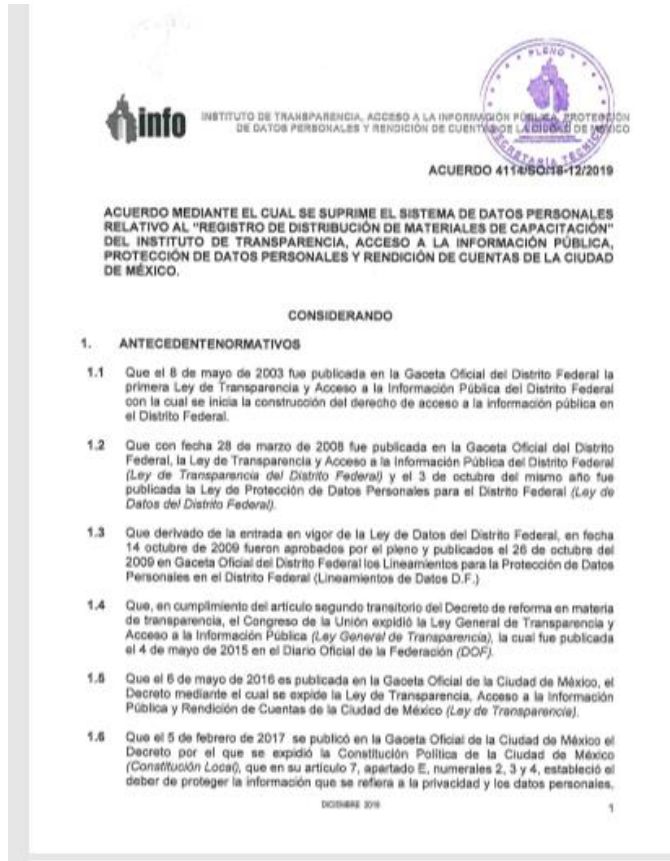 PLENO
SECRETARÍA TÉCNICA
info
INSTITUTO DE TRANSPARENCIA, ACCESO A LA INFORMACIÓN PÚBLICA, PROTECCIÓN
DE DATOS PERSONALES Y RENDICIÓN DE CUENTAS DE LA CIUDAD DE MÉXICO
ACUERDO 4114/SO/18-12/2019
ACUERDO MEDIANTE EL CUAL SE SUPRIME EL SISTEMA DE DATOS PERSONALES
RELATIVO AL "REGISTRO DE DISTRIBUCIÓN DE MATERIALES DE CAPACITACIÓN"
DEL INSTITUTO DE TRANSPARENCIA, ACCESO A LA INFORMACIÓN PÚBLICA,
PROTECCIÓN DE DATOS PERSONALES Y RENDICIÓN DE CUENTAS DE LA CIUDAD
DE MÉXICO.
CONSIDERANDO
1. ANTECEDENTENORMATIVOS
1.1 Que el 8 de mayo de 2003 fue publicada en la Gaceta Oficial del Distrito Federal la
primera Ley de Transparencia y Acceso a la Información Pública del Distrito Federal
con la cual se inicia la construcción del derecho de acceso a la información pública en
el Distrito Federal.
1.2 Que con fecha 28 de marzo de 2008 fue publicada en la Gaceta Oficial del Distrito
Federal, la Ley de Transparencia y Acceso a la Información Pública del Distrito Federal
(Ley de Transparencia del Distrito Federal) y el 3 de octubre del mismo año fue
publicada la Ley de Protección de Datos Personales para el Distrito Federal (Ley de
Datos del Distrito Federal).
1.3 Que derivado de la entrada en vigor de la Ley de Datos del Distrito Federal, en fecha
14 octubre de 2009 fueron aprobados por el pleno y publicados el 26 de octubre del
2009 en Gaceta Oficial del Distrito Federal los Lineamientos para la Protección de Datos
Personales en el Distrito Federal (Lineamientos de Datos D.F.)
1.4 Que, en cumplimiento del artículo segundo transitorio del Decreto de reforma en materia
de transparencia, el Congreso de la Unión expidió la Ley General de Transparencia y
Acceso a la Información Pública (Ley General de Transparencia), la cual fue publicada
el 4 de mayo de 2015 en el Diario Oficial de la Federación (DOF).
1.5 Que el 6 de mayo de 2016 es publicada en la Gaceta Oficial de la Ciudad de México, el
Decreto mediante el cual se expide la Ley de Transparencia, Acceso a la Información
Pública y Rendición de Cuentas de la Ciudad de México (Ley de Transparencia).
1.6 Que el 5 de febrero de 2017 se publicó en la Gaceta Oficial de la Ciudad de México el
Decreto por el que se expidió la Constitución Política de la Ciudad de México
(Constitución Local), que en su artículo 7, apartado E, numerales 2, 3 y 4, estableció el
deber de proteger la información que se refiera a la privacidad y los datos personales,
DICIEMBRE 2019
1